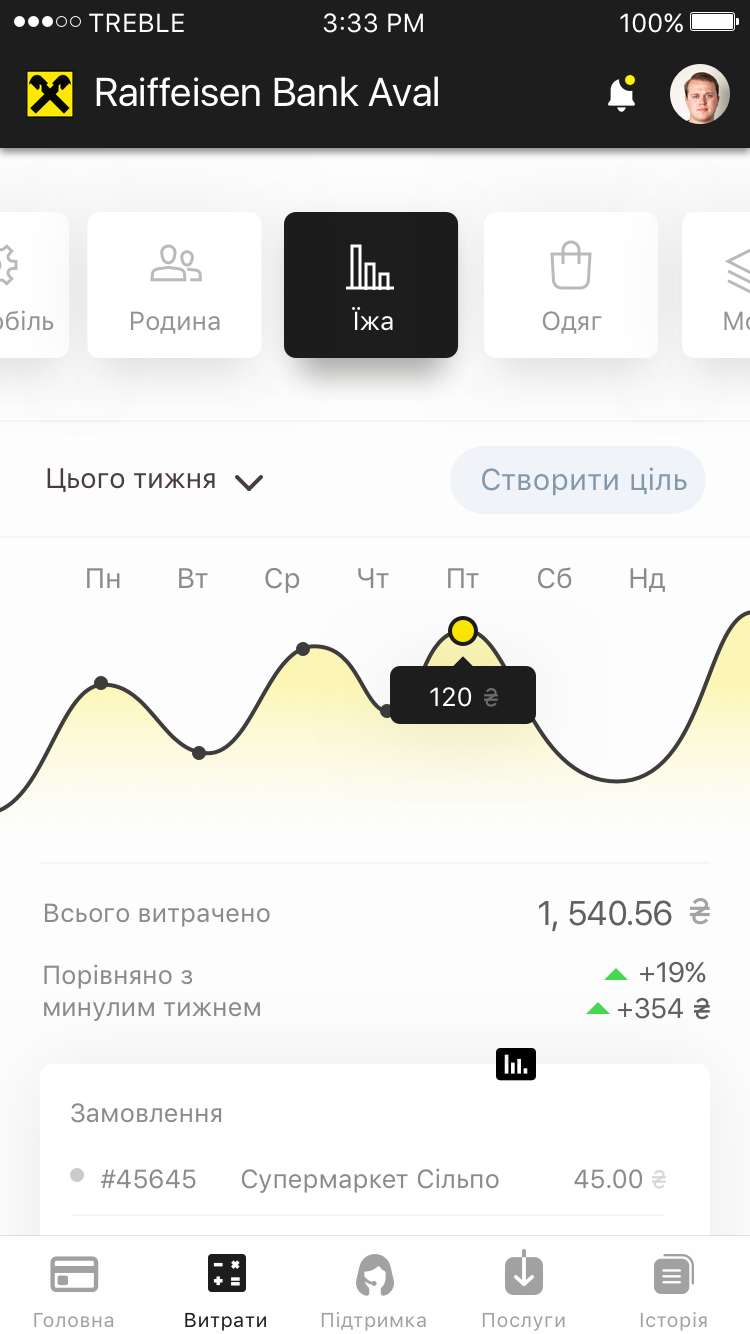 TREBLE 3:33 PM 100%
Raiffeisen Bank Aval
обіль Родина Їжа Одяг Мо
Цього тижня Створити ціль
Пн Вт Ср Чт Пт Сб Нд
120 ₴
Всього витрачено 1, 540.56 ₴
Порівняно з +19%
минулим тижнем +354 ₴
Замовлення
#45645 Супермаркет Сільпо 45.00 ₴
Головна Витрати Підтримка Послуги Історія